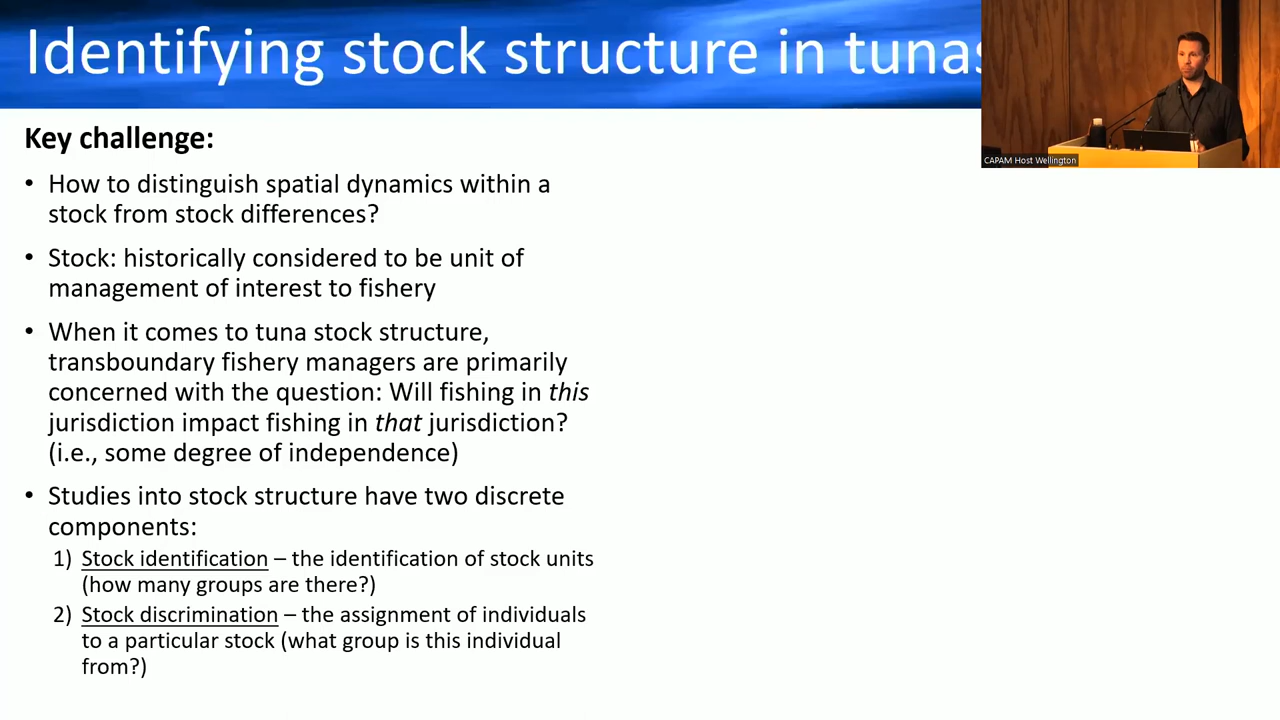 Identifying stock structure in tunas
CAPAM Host Wellington
Key challenge:
• How to distinguish spatial dynamics within a
stock from stock differences?
• Stock: historically considered to be unit of
management of interest to fishery
• When it comes to tuna stock structure,
transboundary fishery managers are primarily
concerned with the question: Will fishing in this
jurisdiction impact fishing in that jurisdiction?
(i.e., some degree of independence)
• Studies into stock structure have two discrete
components:
1) Stock identification – the identification of stock units
(how many groups are there?)
2) Stock discrimination – the assignment of individuals
to a particular stock (what group is this individual
from?)